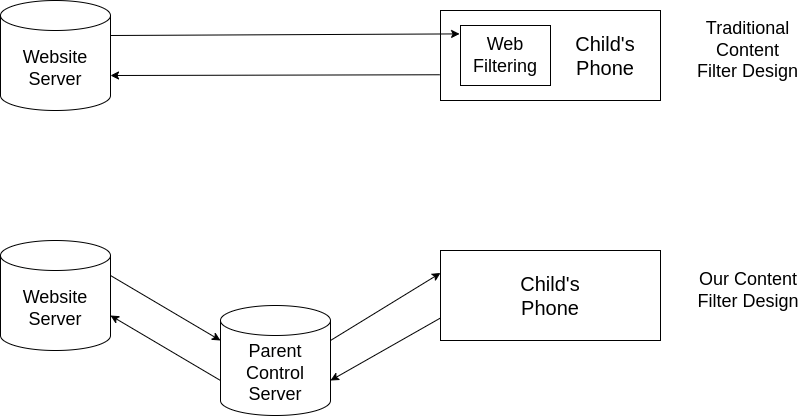 Website
Server
Web
Filtering
Child's
Phone
Traditional
Content
Filter Design
Website
Server
Parent
Control
Server
Child's
Phone
Our Content
Filter Design